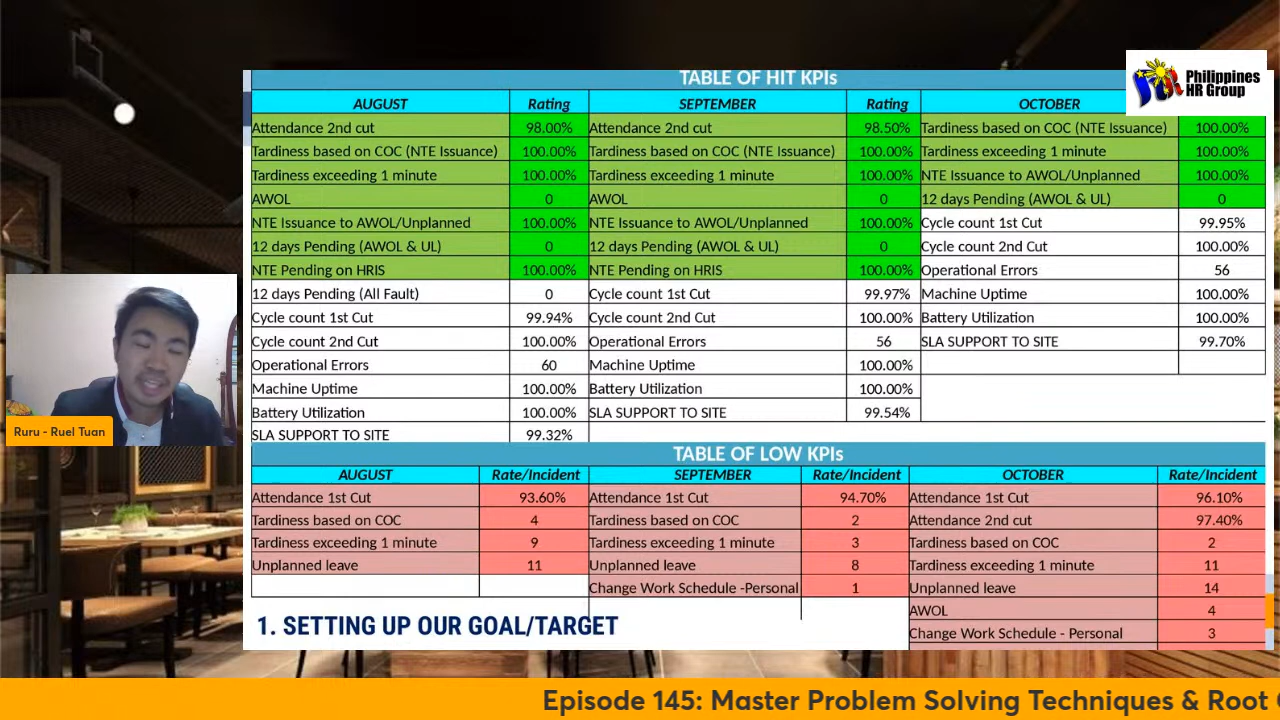 Philippines
HR Group
TABLE OF HIT KPIs
AUGUST Rating SEPTEMBER Rating OCTOBER
Attendance 2nd cut 98.00% Attendance 2nd cut 98.50% Tardiness based on COC (NTE Issuance) 100.00%
Tardiness based on COC (NTE Issuance) 100.00% Tardiness based on COC (NTE Issuance) 100.00% Tardiness exceeding 1 minute 100.00%
Tardiness exceeding 1 minute 100.00% Tardiness exceeding 1 minute 100.00% NTE Issuance to AWOL/Unplanned 100.00%
AWOL 0 AWOL 0 12 days Pending (AWOL & UL) 0
NTE Issuance to AWOL/Unplanned 100.00% NTE Issuance to AWOL/Unplanned 100.00% Cycle count 1st Cut 99.95%
12 days Pending (AWOL & UL) 0 12 days Pending (AWOL & UL) 0 Cycle count 2nd Cut 100.00%
NTE Pending on HRIS 100.00% NTE Pending on HRIS 100.00% Operational Errors 56
12 days Pending (All Fault) 0 Cycle count 1st Cut 99.97% Machine Uptime 100.00%
Cycle count 1st Cut 99.94% Cycle count 2nd Cut 100.00% Battery Utilization 100.00%
Cycle count 2nd Cut 100.00% Operational Errors 56 SLA SUPPORT TO SITE 99.70%
Operational Errors 60 Machine Uptime 100.00%
Machine Uptime 100.00% Battery Utilization 100.00%
Battery Utilization 100.00% SLA SUPPORT TO SITE 99.54%
SLA SUPPORT TO SITE 99.32%
TABLE OF LOW KPIs
AUGUST Rate/Incident SEPTEMBER Rate/Incident OCTOBER Rate/Incident
Attendance 1st Cut 93.60% Attendance 1st Cut 94.70% Attendance 1st Cut 96.10%
Tardiness based on COC 4 Tardiness based on COC 2 Attendance 2nd cut 97.40%
Tardiness exceeding 1 minute 9 Tardiness exceeding 1 minute 3 Tardiness based on COC 2
Unplanned leave 11 Unplanned leave 8 Tardiness exceeding 1 minute 11
Change Work Schedule -Personal 1 Unplanned leave 14
AWOL 4
Change Work Schedule - Personal 3
1. SETTING UP OUR GOAL/TARGET
Ruru - Ruel Tuan
Episode 145: Master Problem Solving Techniques & Root